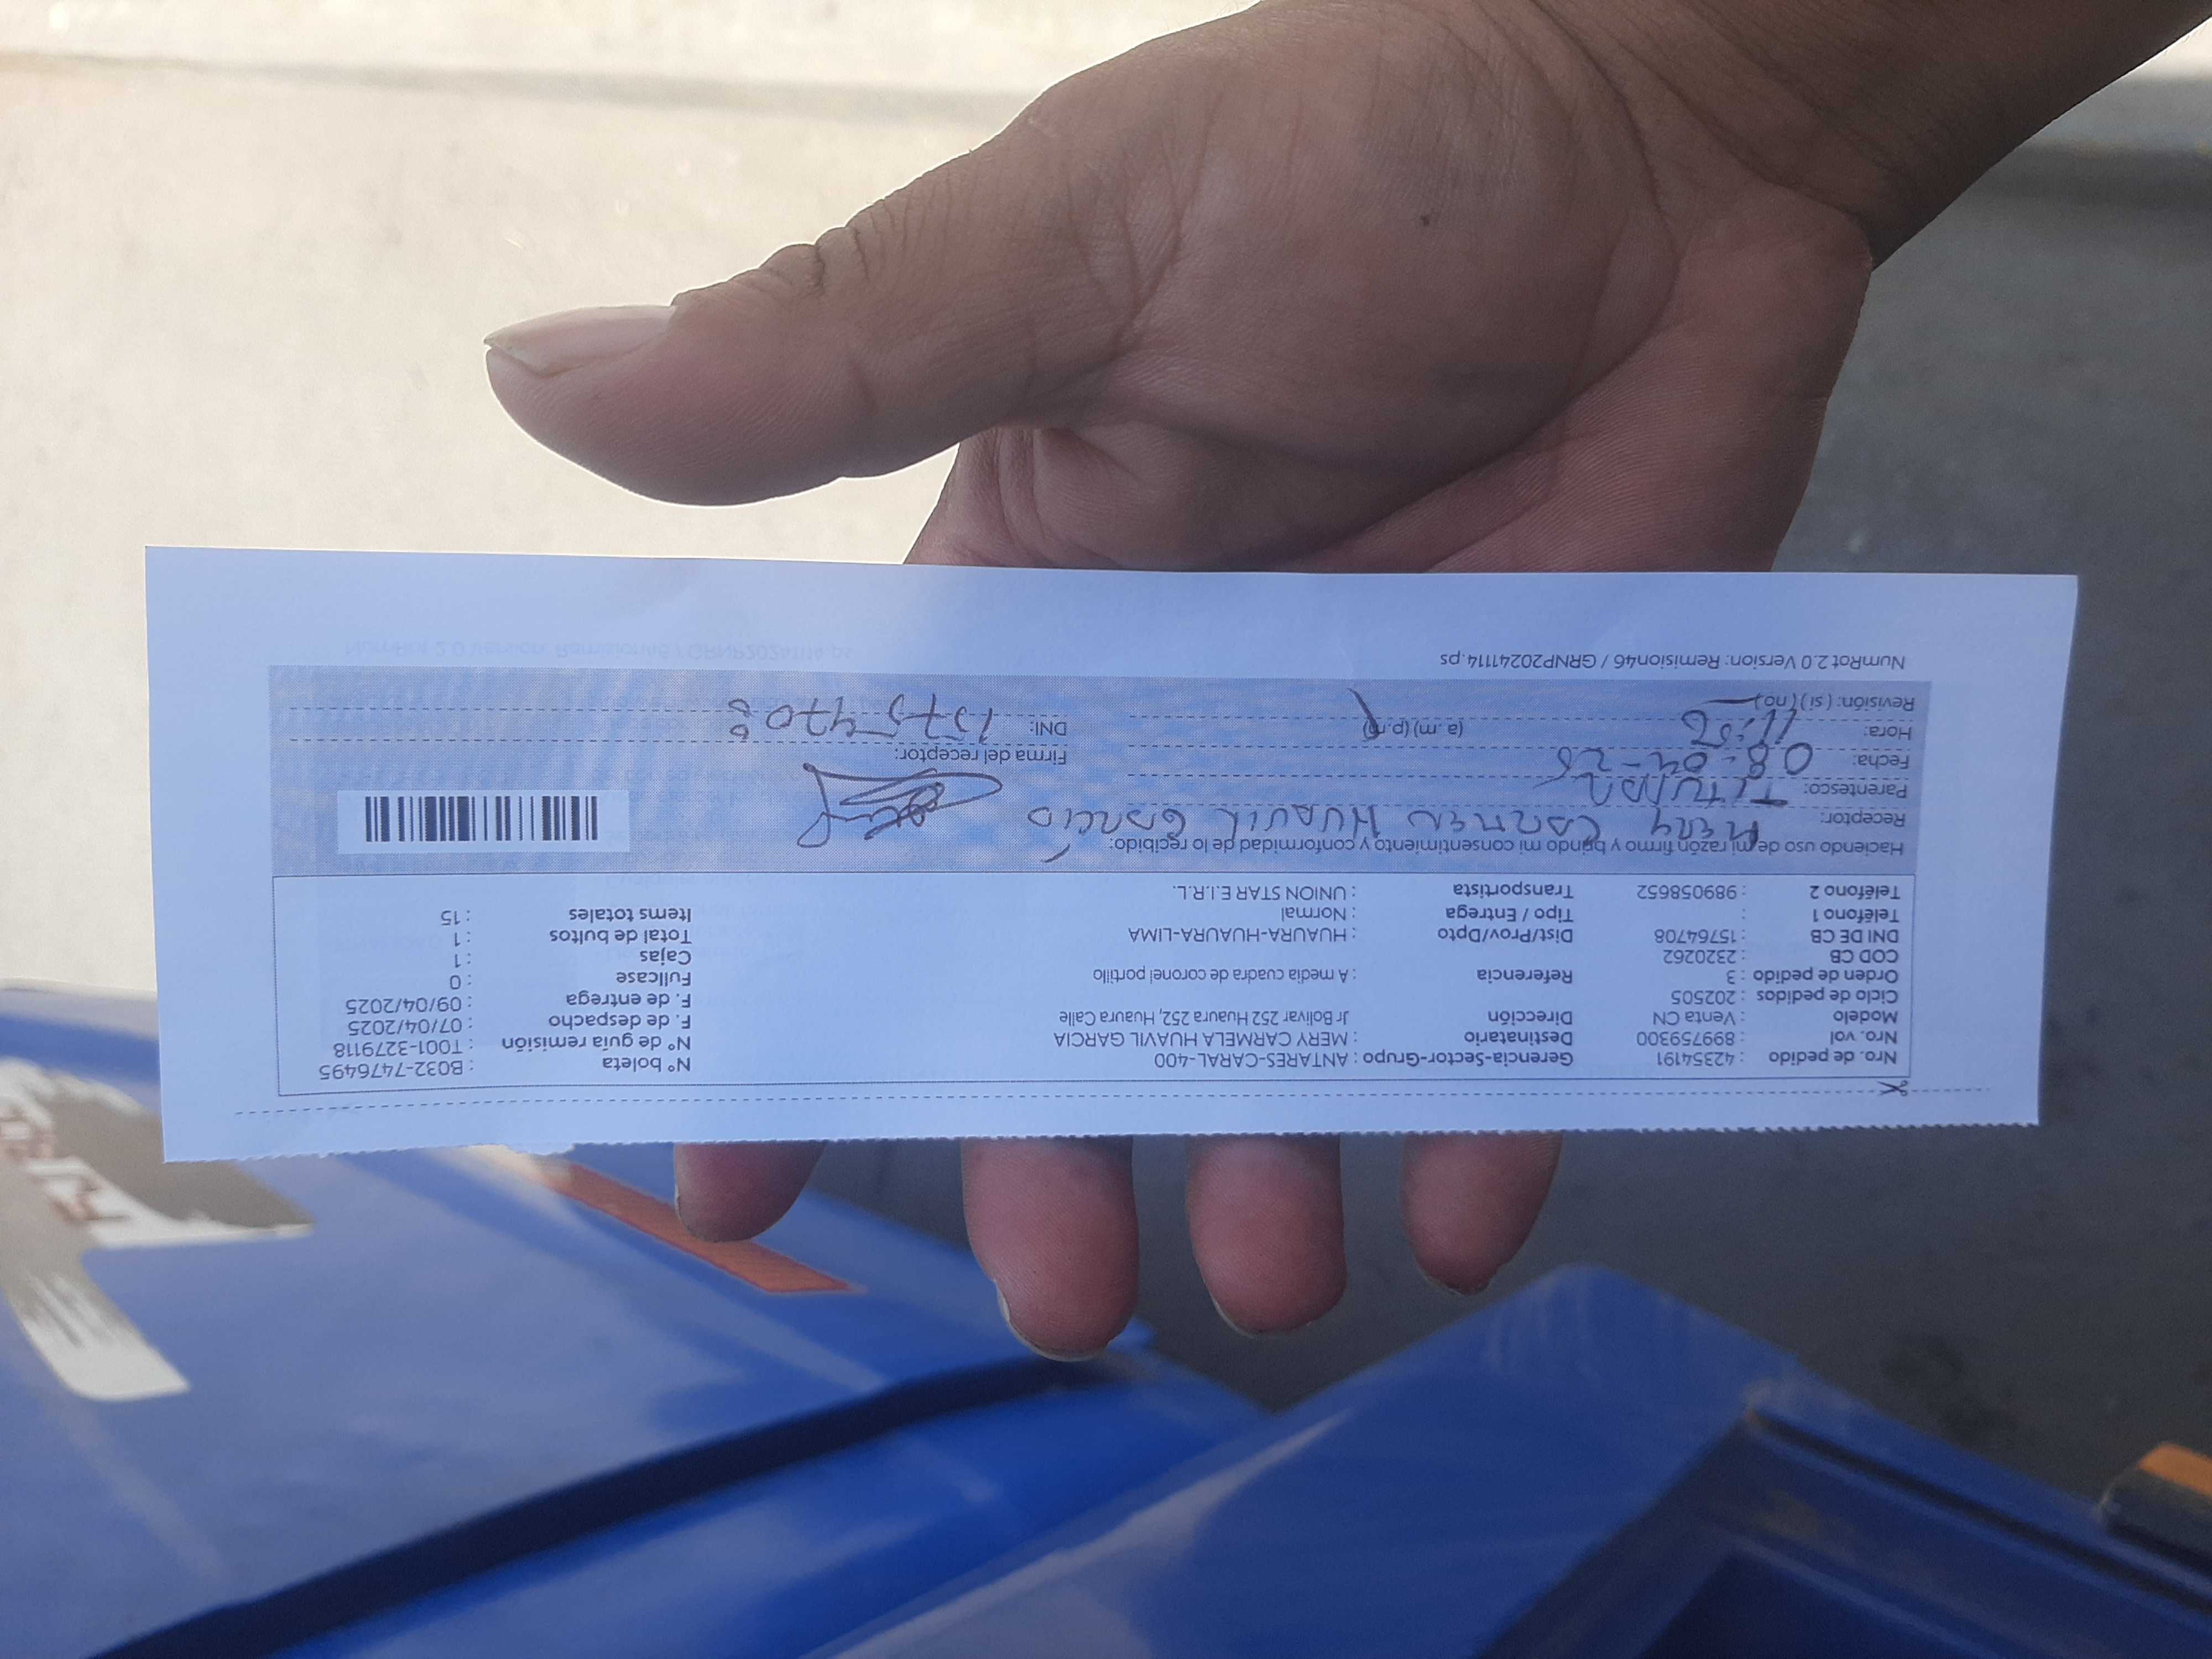 Nro. de pedido : 42354191 Gerencia-Sector-Grupo : ANTARES-CARAL-400 N° boleta : B032-7476495
Nro. vol : 899759300 Destinatario : MERY CARMELA HUAVIL GARCIA N° de guía remisión : T001-3279118
Modelo : Venta CN Dirección Jr Bolivar 252 Huaura 252, Huaura Calle F. de despacho : 07/04/2025
Ciclo de pedidos : 202505 F. de entrega : 09/04/2025
Orden de pedido : 3 Referencia : A media cuadra de coronel portillo Fullcase : 0
COD CB : 2320262 Cajas : 1
DNI DE CB : 15764708 Dist/Prov/Dpto : HUAURA-HUAURA-LIMA Total de bultos : 1
Teléfono 1 : Tipo / Entrega : Normal Items totales : 15
Teléfono 2 : 989058652 Transportista : UNION STAR E.I.R.L.
Haciendo uso de mi razón firmo y brindo mi consentimiento y conformidad de lo recibido:
Receptor: MERY CARMEN HUAVIL GARCIA
Parentesco: TITULAR
Fecha: 08-04-25 Firma del receptor:
Hora: 11:56 (a. m) (p. m) DNI:
Revisión: ( si ) ( no )
NumRot 2.0 Version: Remision46 / GRNP20241114.ps